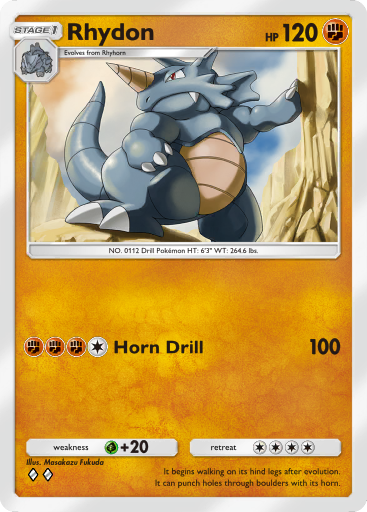 STAGE 1
Rhydon
HP 120
Evolves from Rhyhorn
NO. 0112 Drill Pokémon HT: 6'3" WT: 264.6 lbs.
Horn Drill 100
weakness +20 retreat
Illus. Masakazu Fukuda
It begins walking on its hind legs after evolution.
It can punch holes through boulders with its horn.